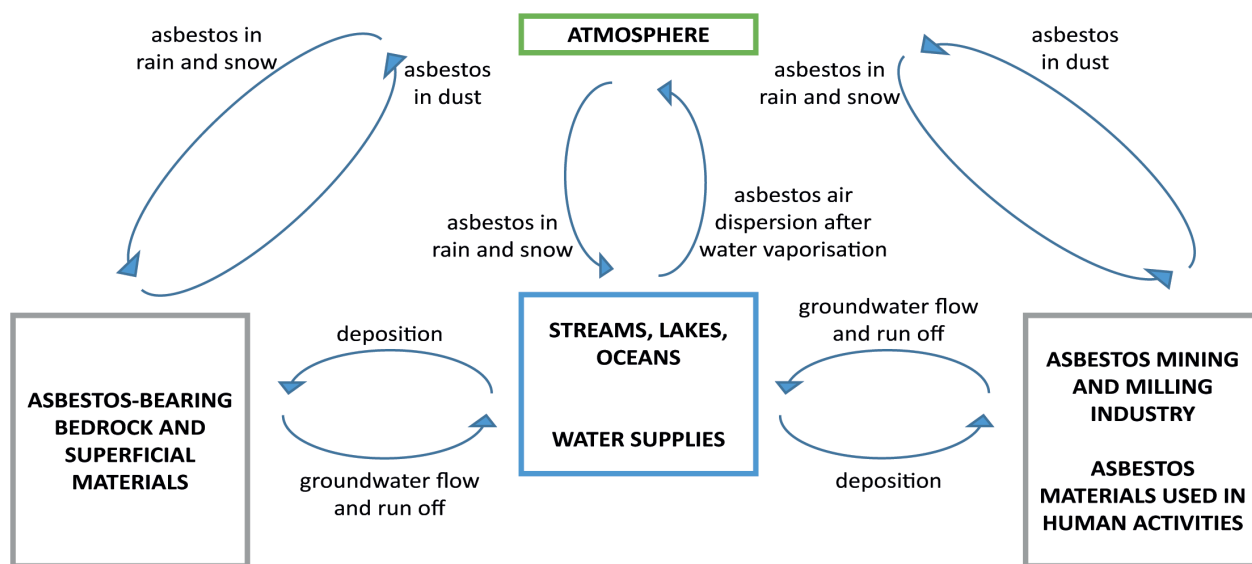 ATMOSPHERE
asbestos in
rain and snow
asbestos
in dust
asbestos in
rain and snow
asbestos
in dust
asbestos in
rain and snow
asbestos air
dispersion after
water vaporisation
deposition
groundwater flow
and run off
ASBESTOS-BEARING
BEDROCK AND
SUPERFICIAL
MATERIALS
STREAMS, LAKES,
OCEANS
WATER SUPPLIES
groundwater flow
and run off
deposition
ASBESTOS MINING
AND MILLING
INDUSTRY
ASBESTOS
MATERIALS USED IN
HUMAN ACTIVITIES